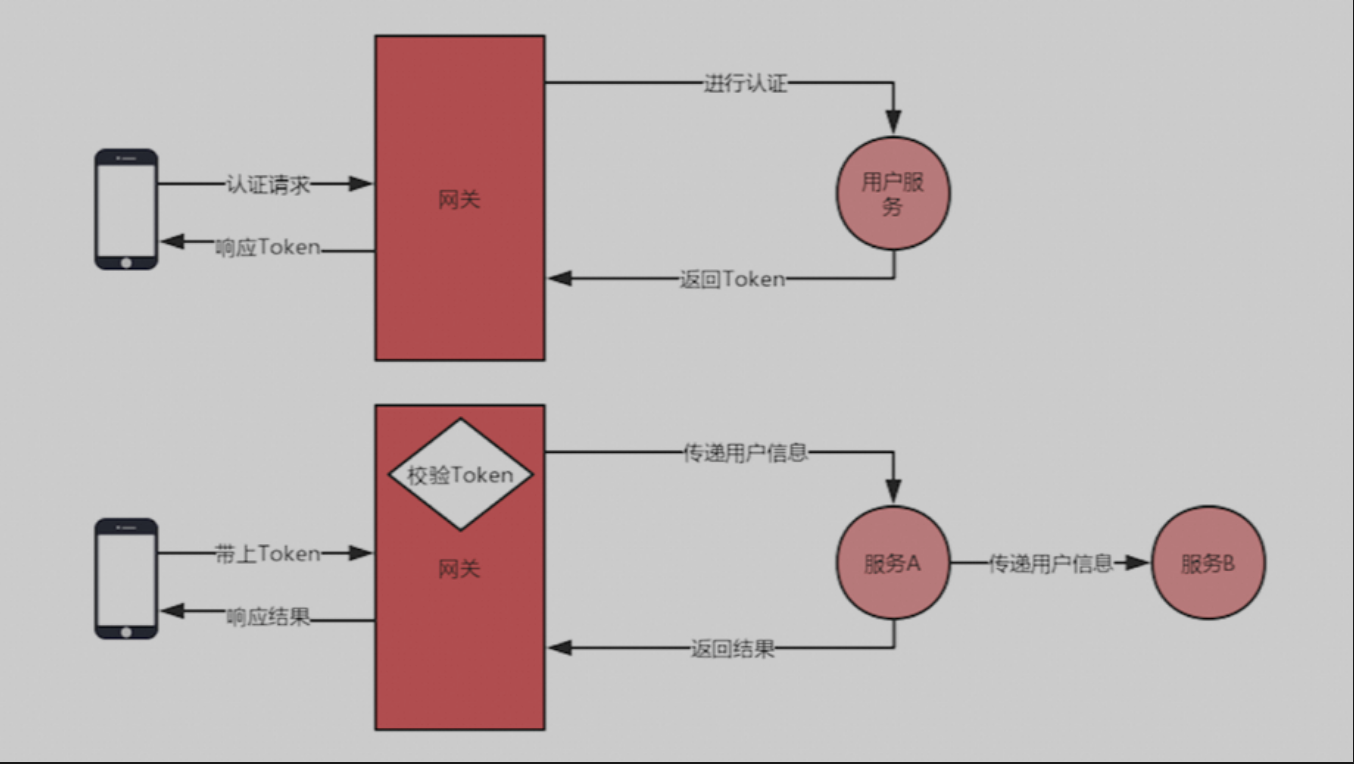 进行认证
认证请求
网关
用户服
务
响应Token
返回Token
校验Token
传递用户信息
带上Token
网关
服务A
传递用户信息
服务B
响应结果
返回结果